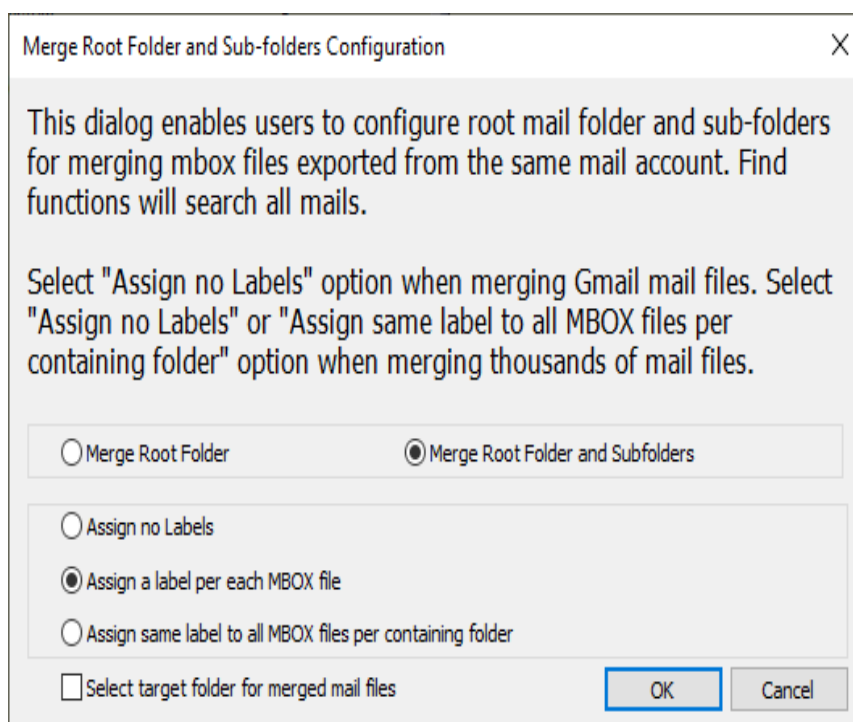 Merge Root Folder and Sub-folders Configuration
This dialog enables users to configure root mail folder and sub-folders
for merging mbox files exported from the same mail account. Find
functions will search all mails.
Select "Assign no Labels" option when merging Gmail mail files. Select
"Assign no Labels" or "Assign same label to all MBOX files per
containing folder" option when merging thousands of mail files.
Merge Root Folder
Merge Root Folder and Subfolders
Assign no Labels
Assign a label per each MBOX file
Assign same label to all MBOX files per containing folder
Select target folder for merged mail files
OK
Cancel